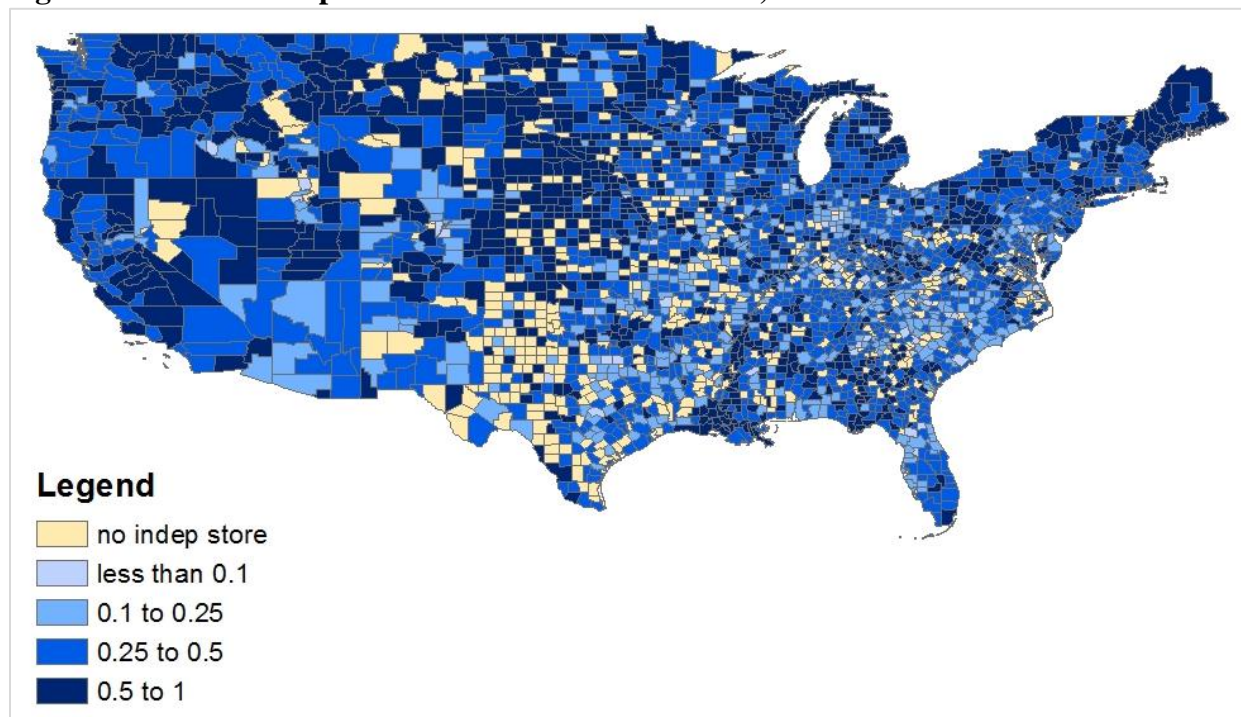 Legend
no indep store
less than 0.1
0.1 to 0.25
0.25 to 0.5
0.5 to 1